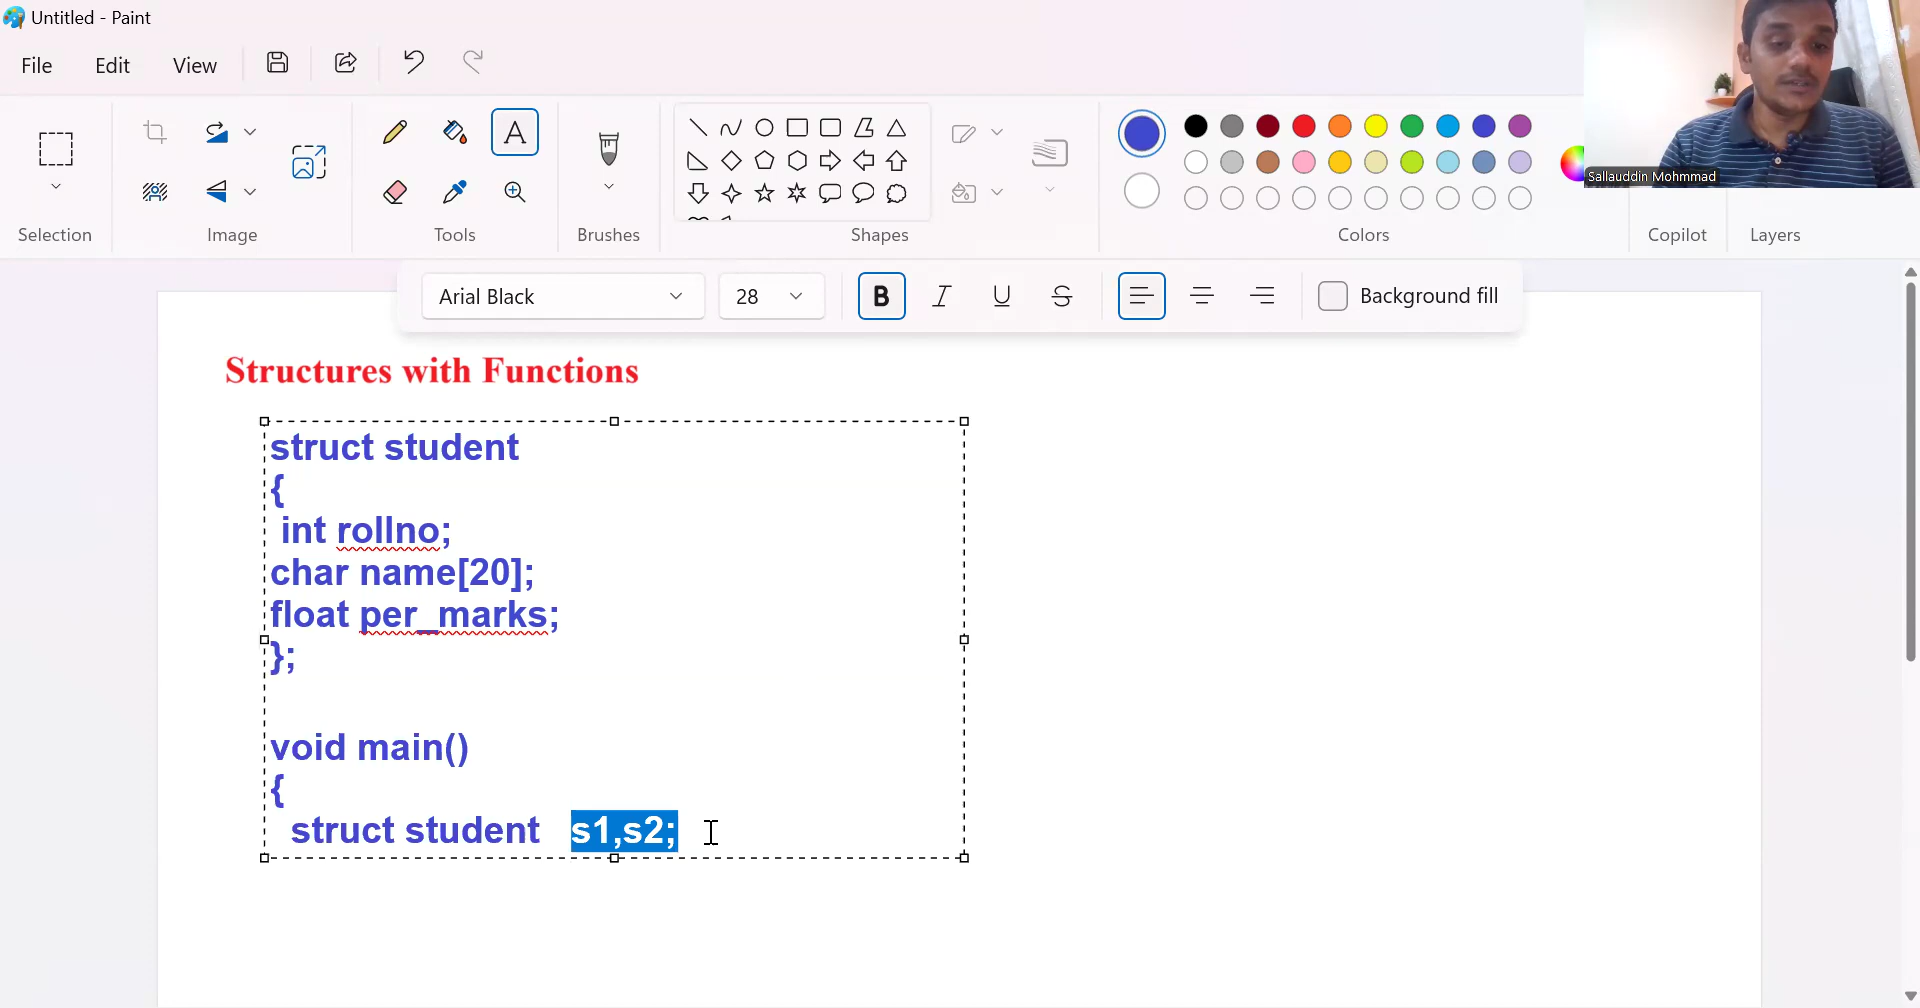 Untitled - Paint
File Edit View
Selection Image Tools Brushes Shapes Colors Copilot Layers
Sallauddin Mohmmad
Arial Black 28 B I U S Background fill
Structures with Functions
struct student
{
int rollno;
char name[20];
float per_marks;
};
void main()
{
struct student s1,s2;